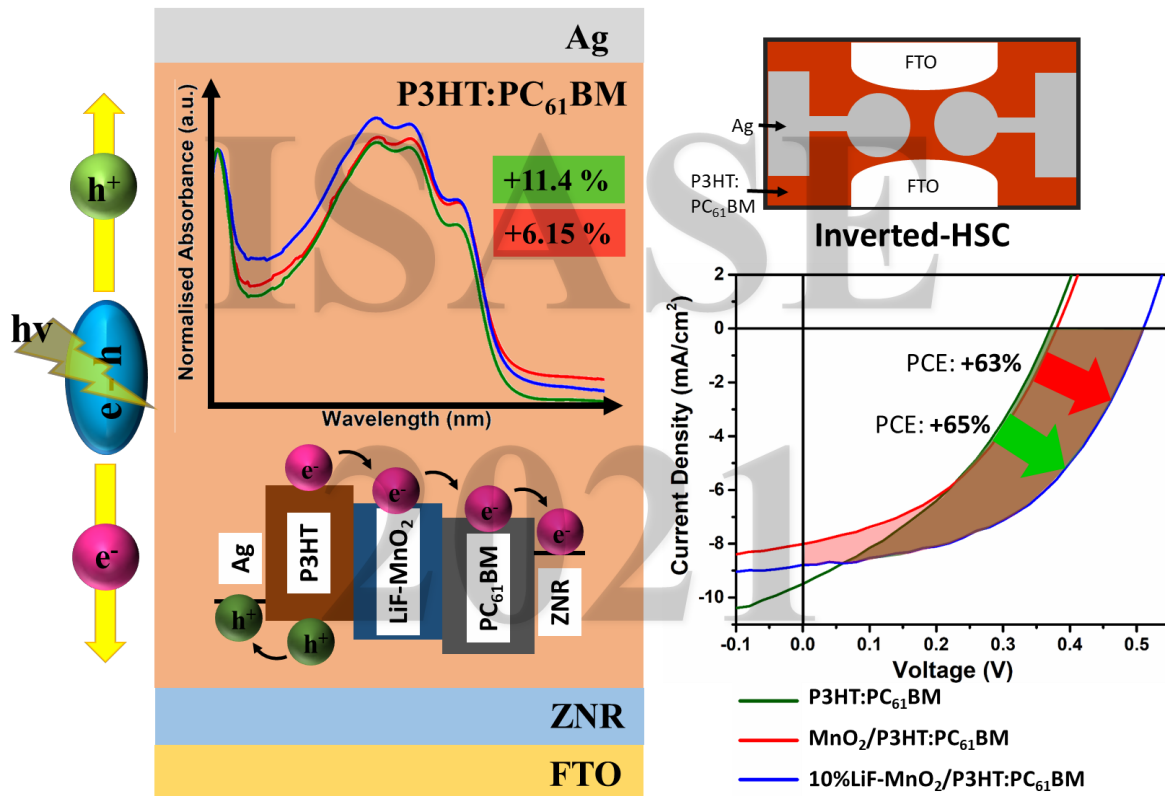 Ag
P3HT:PC₆₁BM
Normalised Absorbance (a.u.)
+11.4 %
+6.15 %
Wavelength (nm)
h⁺
hν
e⁻–h
e⁻
e⁻
e⁻
e⁻
e⁻
Ag
P3HT
LiF-MnO₂
PC₆₁BM
ZNR
h⁺
h⁺
ZNR
FTO
FTO
Ag
P3HT:
PC₆₁BM
FTO
Inverted-HSC
Current Density (mA/cm²)
2
0
-2
-4
-6
-8
-10
PCE: +63%
PCE: +65%
-0.1
0.0
0.1
0.2
0.3
0.4
0.5
Voltage (V)
P3HT:PC₆₁BM
MnO₂/P3HT:PC₆₁BM
10%LiF-MnO₂/P3HT:PC₆₁BM
ISASE
2021